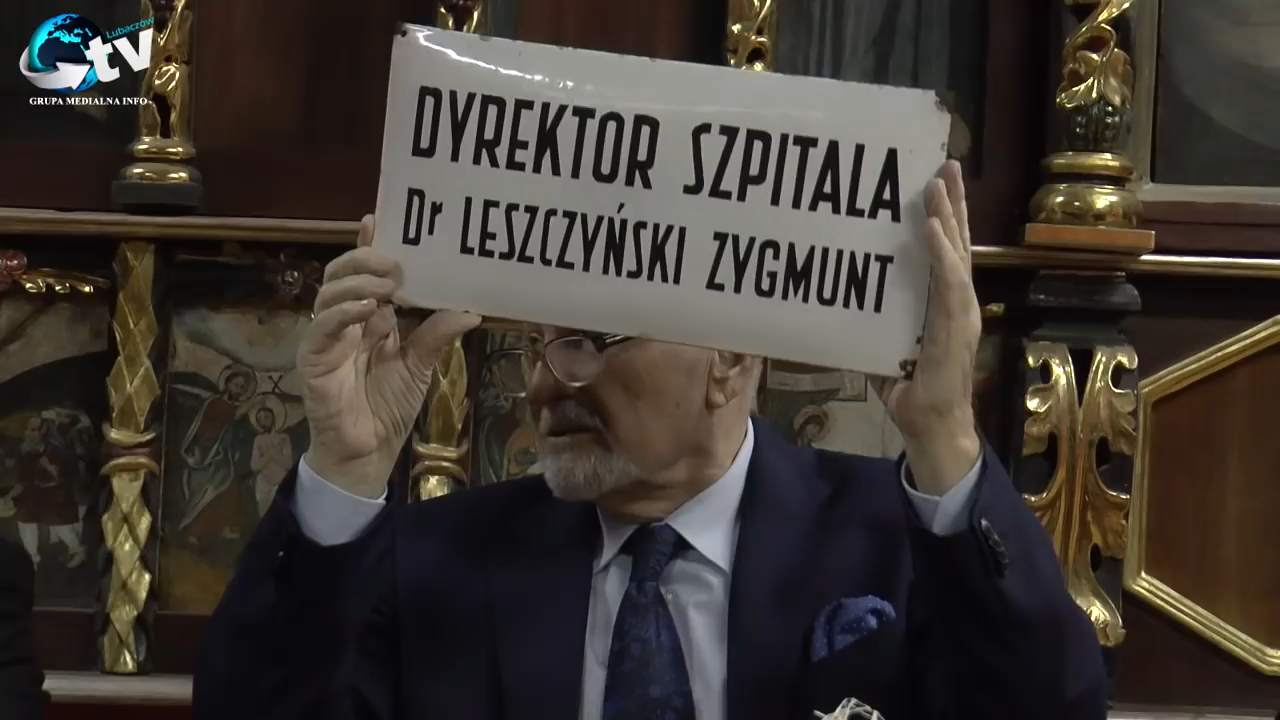 Lubaczów
tv
GRUPA MEDIALNA INFO
DYREKTOR SZPITALA
Dr LESZCZYŃSKI ZYGMUNT
X